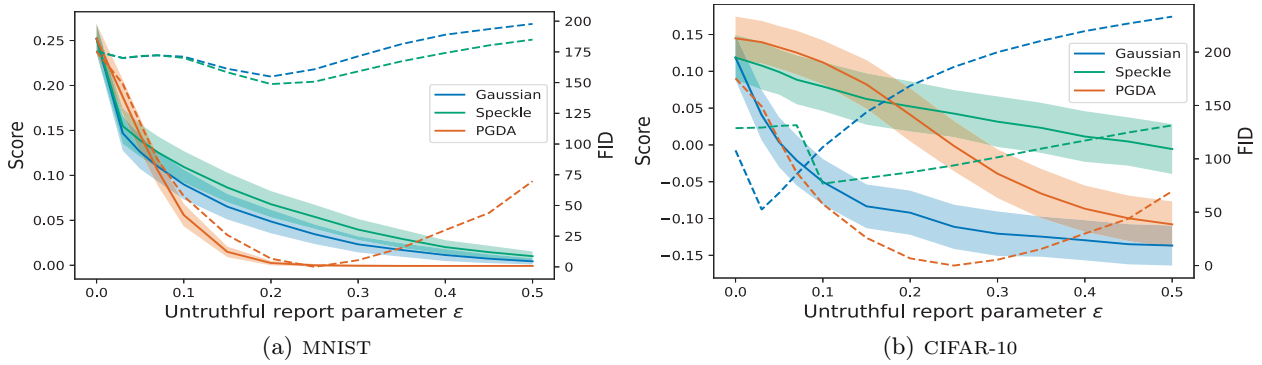 0.25
0.20
0.15
0.10
0.05
0.00
Score
200
175
150
125
100
75
50
25
0
FID
Gaussian
Speckle
PGDA
0.0 0.1 0.2 0.3 0.4 0.5
Untruthful report parameter ε
(a) MNIST
0.15
0.10
0.05
0.00
−0.05
−0.10
−0.15
Score
200
150
100
50
0
FID
Gaussian
Speckle
PGDA
0.0 0.1 0.2 0.3 0.4 0.5
Untruthful report parameter ε
(b) CIFAR-10